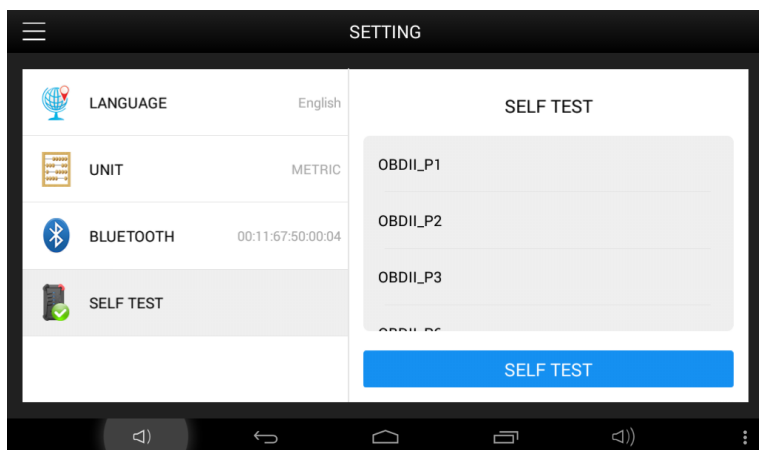 SETTING
LANGUAGE English
UNIT METRIC
BLUETOOTH 00:11:67:50:00:04
SELF TEST
SELF TEST
OBDII_P1
OBDII_P2
OBDII_P3
SELF TEST